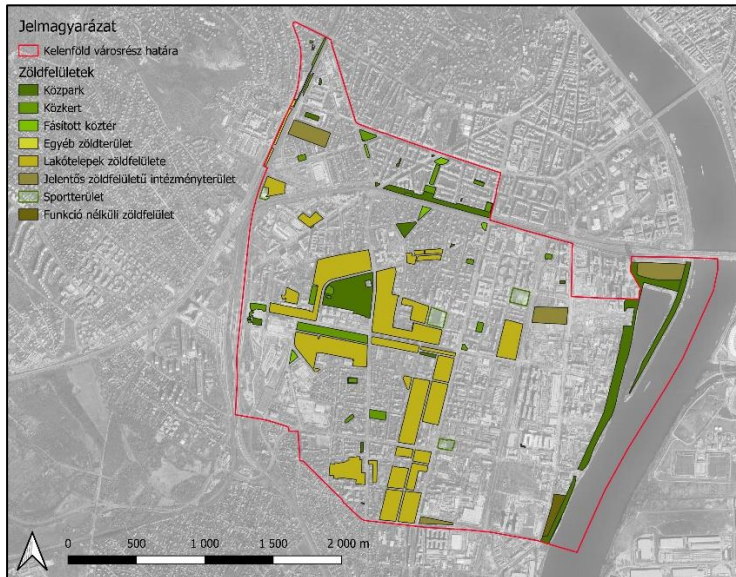 Jelmagyarázat
Kelenföld városrész határa
Zöldfelületek
Közpark
Közkert
Fásított köztér
Egyéb zöldterület
Lakótelepek zöldfelülete
Jelentős zöldfelületű intézményterület
Sportterület
Funkció nélküli zöldfelület
0 500 1 000 1 500 2 000 m